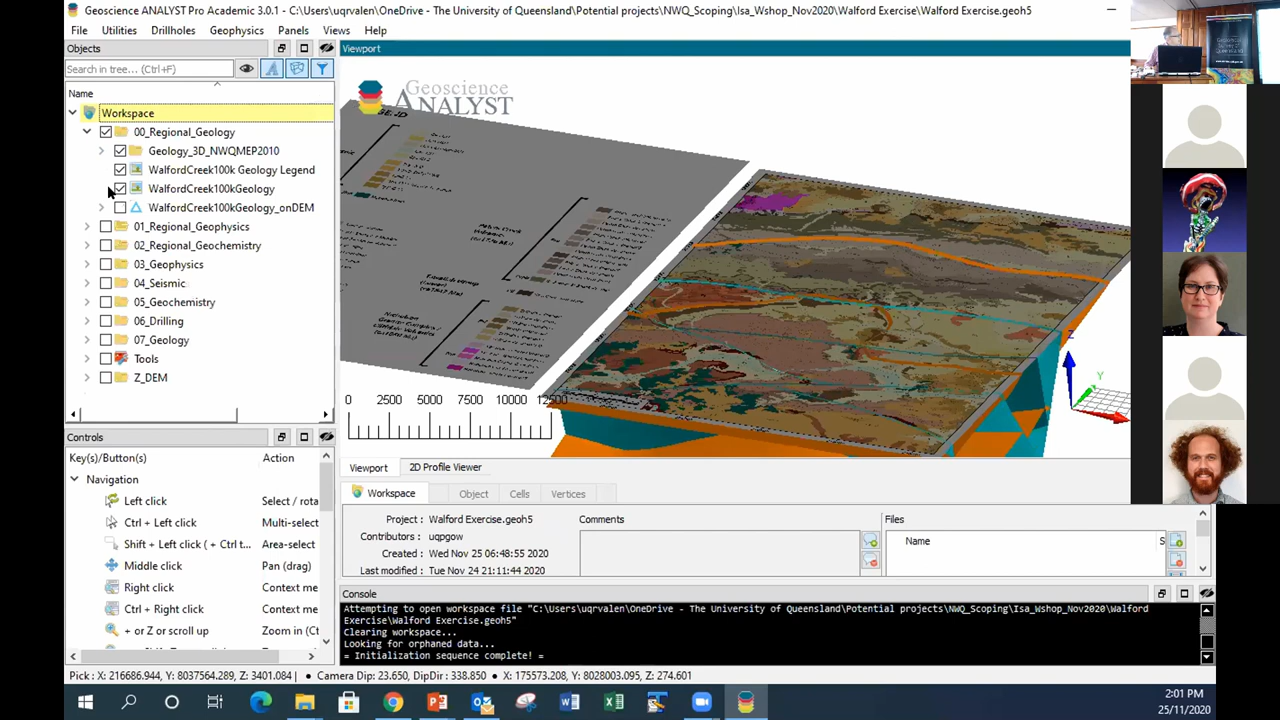 Geoscience ANALYST Pro Academic 3.0.1 - C:\Users\uqrvalen\OneDrive - The University of Queensland\Potential projects\NWQ_Scoping\Isa_Wshop_Nov2020\Walford Exercise\Walford Exercise.geoh5
File Utilities Drillholes Geophysics Panels Views Help
Objects
Search in tree... (Ctrl+F)
Name
Workspace
00_Regional_Geology
Geology_3D_NWQMEP2010
WalfordCreek100k Geology Legend
WalfordCreek100kGeology
WalfordCreek100kGeology_onDEM
01_Regional_Geophysics
02_Regional_Geochemistry
03_Geophysics
04_Seismic
05_Geochemistry
06_Drilling
07_Geology
Tools
Z_DEM
Controls
Key(s)/Button(s) Action
Navigation
Left click Select / rota
Ctrl + Left click Multi-select
Shift + Left click ( + Ctrl t... Area-select
Middle click Pan (drag)
Right click Context me
Ctrl + Right click Context me
+ or Z or scroll up Zoom in (Ct
Viewport
Geoscience
ANALYST
0 2500 5000 7500 10000 12500
Z
Y
Viewport 2D Profile Viewer
Workspace Object Cells Vertices
Project : Walford Exercise.geoh5
Contributors : uqpgow
Created : Wed Nov 25 06:48:55 2020
Last modified : Tue Nov 24 21:11:44 2020
Comments
Files
Name S
Console
Attempting to open workspace file "C:\Users\uqrvalen\OneDrive - The University of Queensland\Potential projects\NWQ_Scoping\Isa_Wshop_Nov2020\Walford
Exercise\Walford Exercise.geoh5"
Clearing workspace...
Looking for orphaned data...
= Initialization sequence complete! =
Pick : X: 216686.944, Y: 8037564.289, Z: 3401.084 | • Camera Dip: 23.650, DipDir : 338.850 • X: 175573.208, Y: 8028003.095, Z: 274.601
2:01 PM
25/11/2020